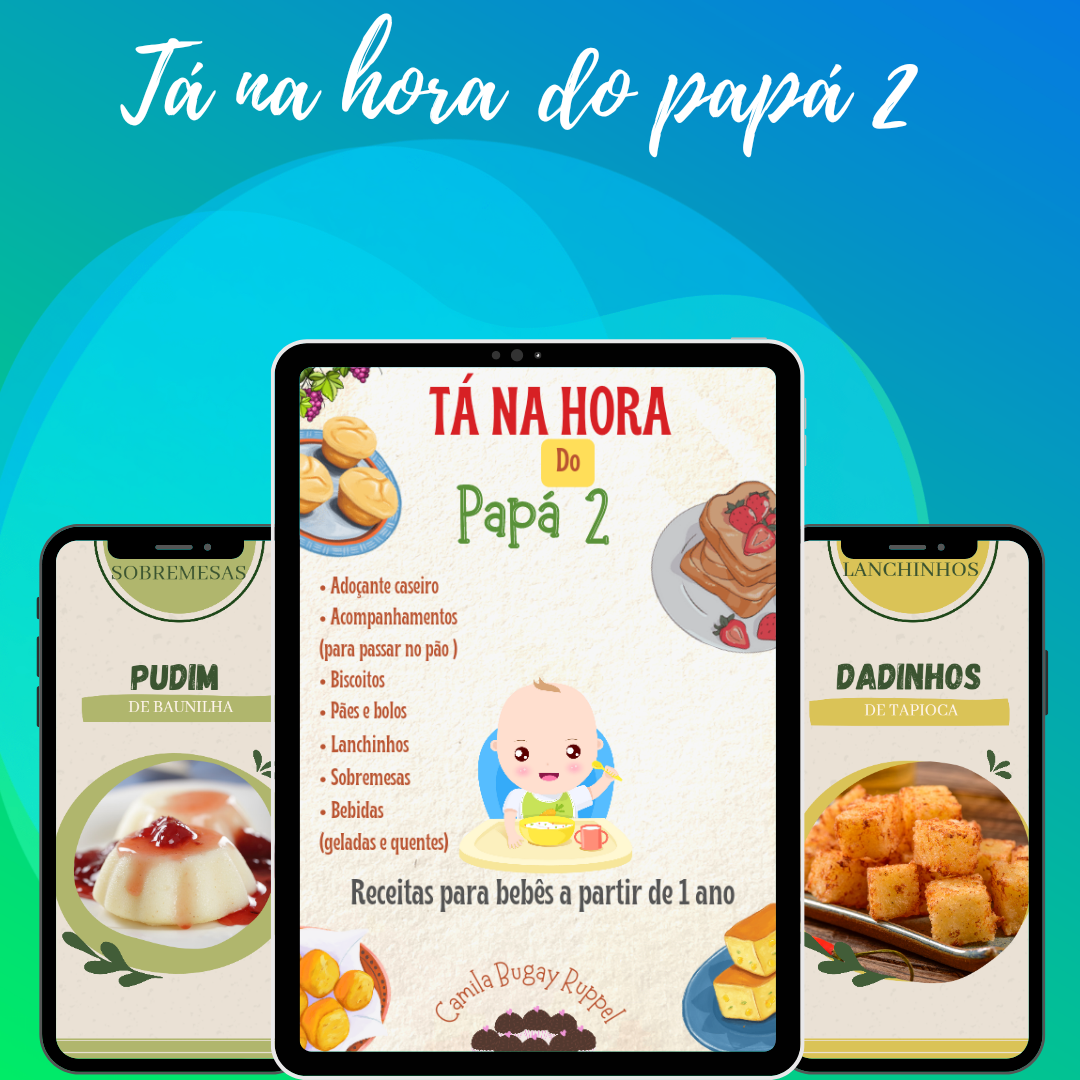 Tá na hora do papá 2
TÁ NA HORA
Do
Papá 2
• Adoçante caseiro
• Acompanhamentos
(para passar no pão )
• Biscoitos
• Pães e bolos
• Lanchinhos
• Sobremesas
• Bebidas
(geladas e quentes)
Receitas para bebês a partir de 1 ano
Camila Bugay Ruppel
SOBREMESAS
PUDIM
DE BAUNILHA
LANCHINHOS
DADINHOS
DE TAPIOCA